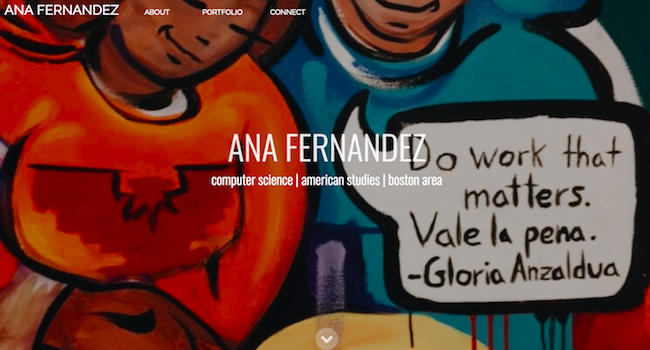 ANA FERNANDEZ
ABOUT PORTFOLIO CONNECT
ANA FERNANDEZ
computer science | american studies | boston area
Do work that
matters.
Vale la pena.
-Gloria Anzaldua